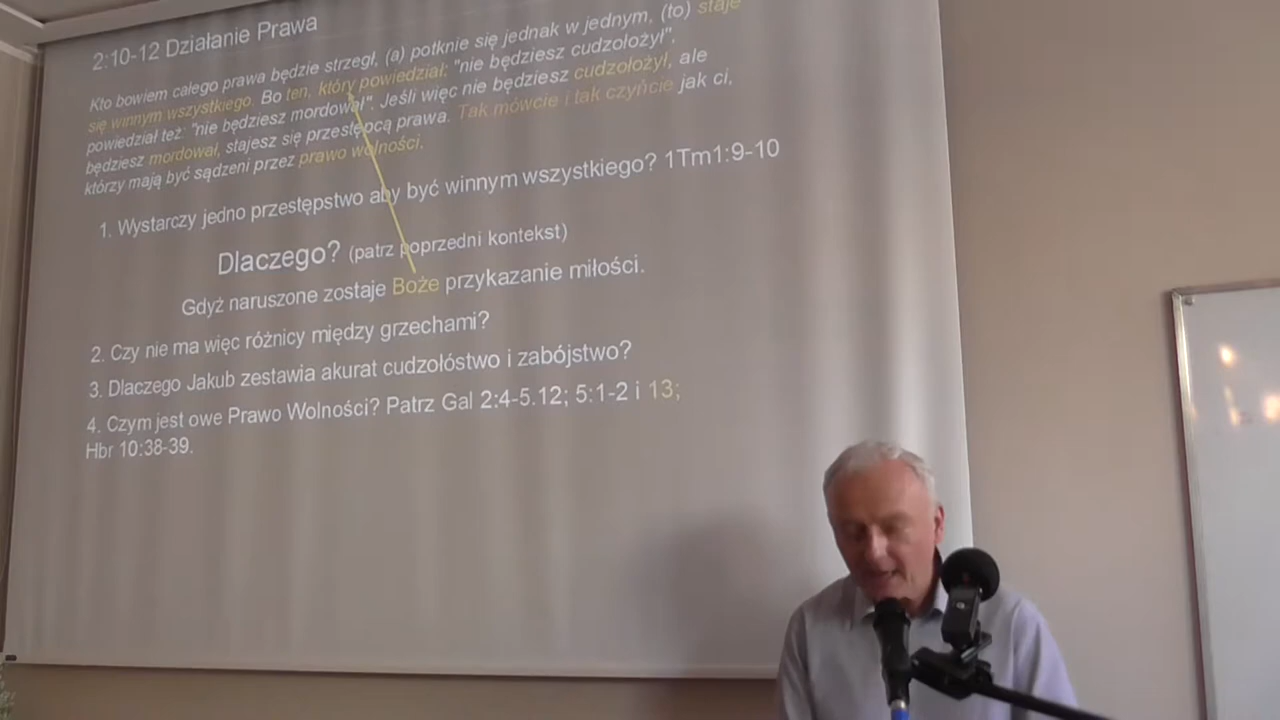 2:10-12 Działanie Prawa
Kto bowiem całego prawa będzie strzegł, (a) potknie się jednak w jednym, (to) staje
się winnym wszystkiego. Bo ten, który powiedział: "nie będziesz cudzołożył",
powiedział też: "nie będziesz mordował". Jeśli więc nie będziesz cudzołożył, ale
będziesz mordował, stajesz się przestępcą prawa. Tak mówcie i tak czyńcie jak ci,
którzy mają być sądzeni przez prawo wolności.
1. Wystarczy jedno przestępstwo aby być winnym wszystkiego? 1Tm1:9-10
Dlaczego? (patrz poprzedni kontekst)
Gdyż naruszone zostaje Boże przykazanie miłości.
2. Czy nie ma więc różnicy między grzechami?
3. Dlaczego Jakub zestawia akurat cudzołóstwo i zabójstwo?
4. Czym jest owe Prawo Wolności? Patrz Gal 2:4-5.12; 5:1-2 i 13;
Hbr 10:38-39.